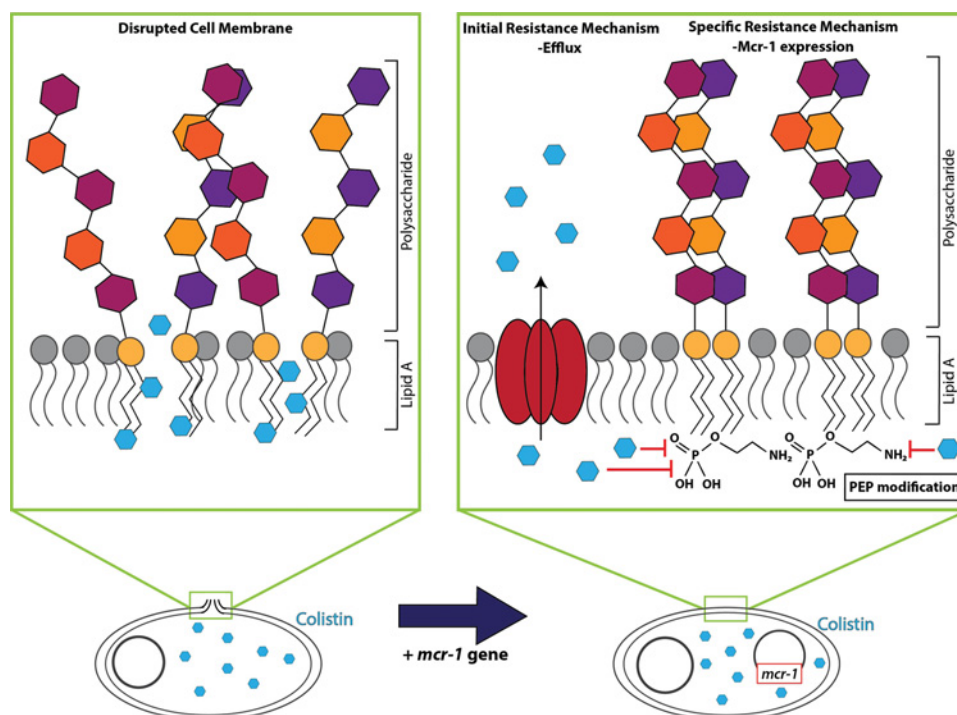 Disrupted Cell Membrane
Polysaccharide
Lipid A
Initial Resistance Mechanism
-Efflux
Specific Resistance Mechanism
-Mcr-1 expression
Polysaccharide
Lipid A
O
O
P
OH
OH
NH₂
O
O
P
OH
OH
NH₂
PEP modification
Colistin
+ mcr-1 gene
Colistin
mcr-1